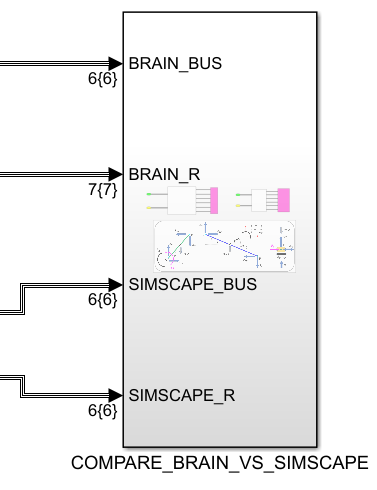 BRAIN_BUS
6{6}
BRAIN_R
7{7}
SIMSCAPE_BUS
6{6}
SIMSCAPE_R
6{6}
COMPARE_BRAIN_VS_SIMSCAPE